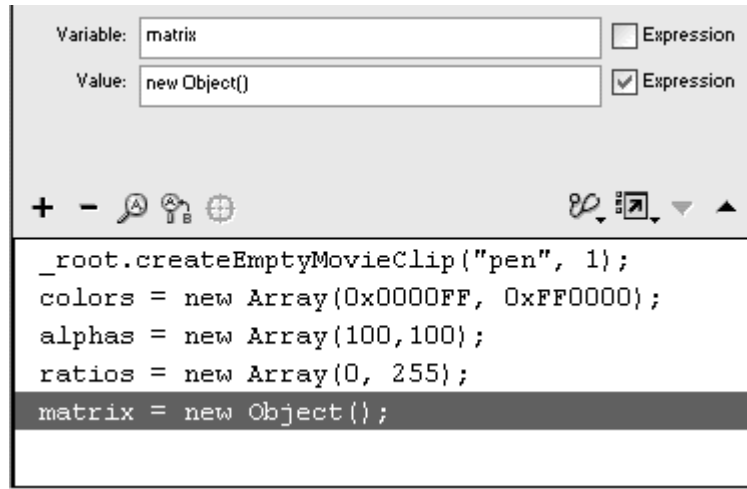 Variable: matrix Expression
Value: new Object() Expression
_root.createEmptyMovieClip("pen", 1);
colors = new Array(0x0000FF, 0xFF0000);
alphas = new Array(100,100);
ratios = new Array(0, 255);
matrix = new Object();